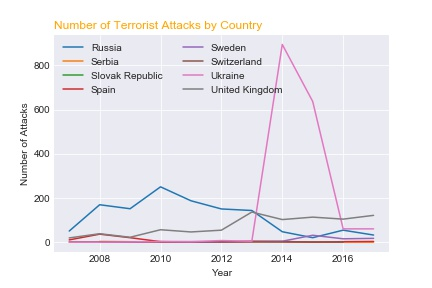 Number of Terrorist Attacks by Country
Russia
Serbia
Slovak Republic
Spain
Sweden
Switzerland
Ukraine
United Kingdom
Number of Attacks
800
600
400
200
0
2008 2010 2012 2014 2016
Year